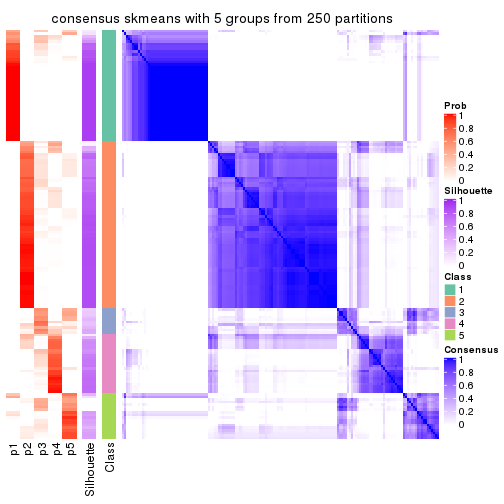 consensus skmeans with 5 groups from 250 partitions
Prob
1
0.8
0.6
0.4
0.2
0
Silhouette
1
0.8
0.6
0.4
0.2
0
Class
1
2
3
4
5
Consensus
1
0.8
0.6
0.4
0.2
0
p1
p2
p3
p4
p5
Silhouette
Class